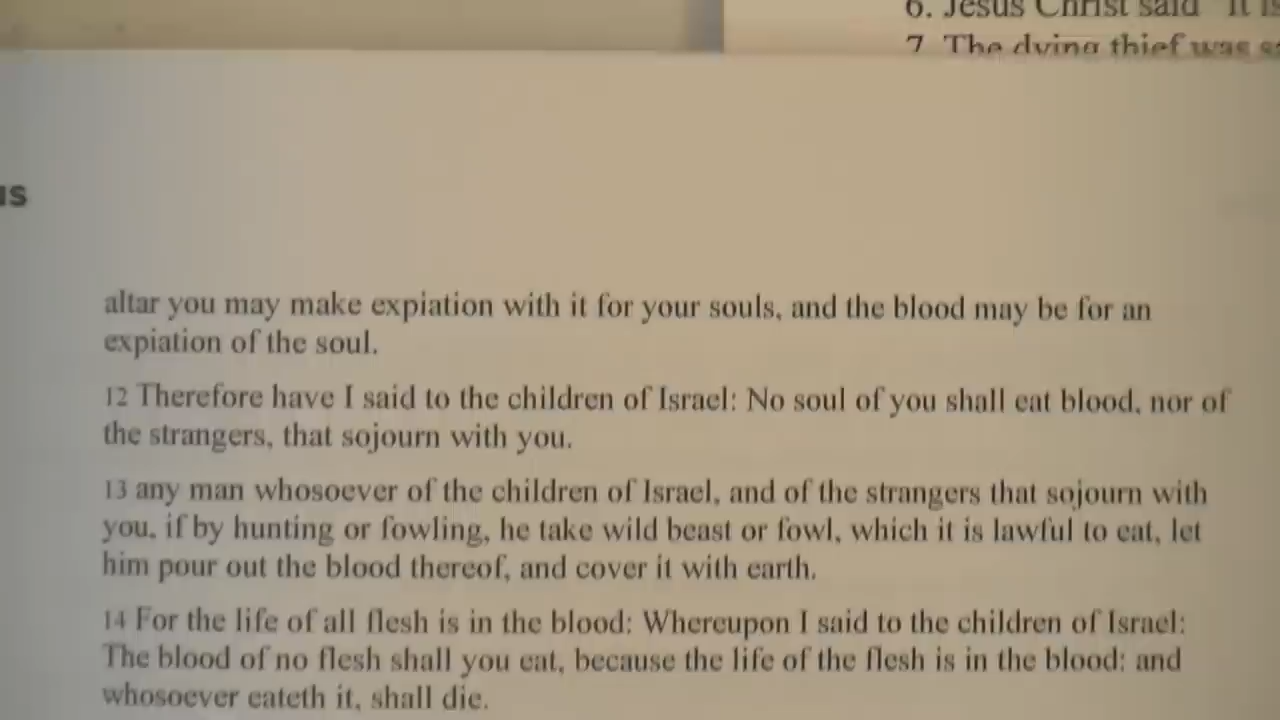 6. Jesus Christ said "It is
7. The dying thief was
us
altar you may make expiation with it for your souls, and the blood may be for an
expiation of the soul.
12 Therefore have I said to the children of Israel: No soul of you shall eat blood, nor of
the strangers, that sojourn with you.
13 any man whosoever of the children of Israel, and of the strangers that sojourn with
you, if by hunting or fowling, he take wild beast or fowl, which it is lawful to eat, let
him pour out the blood thereof, and cover it with earth.
14 For the life of all flesh is in the blood: Whereupon I said to the children of Israel:
The blood of no flesh shall you eat, because the life of the flesh is in the blood: and
whosoever eateth it, shall die.